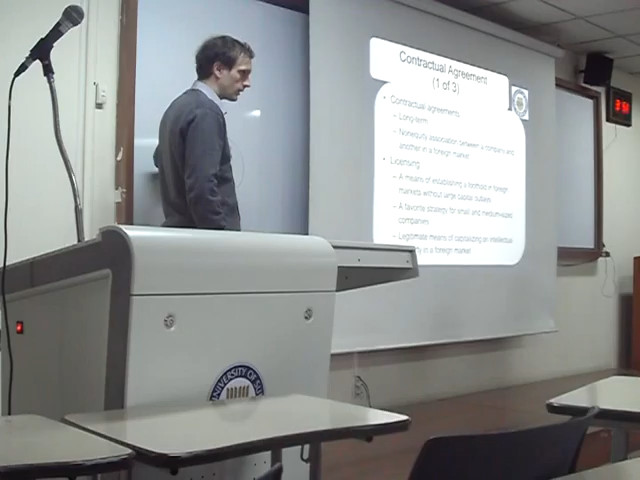 Contractual Agreement
(1 of 3)
• Contractual agreements
– Long-term
– Nonequity association between a company and
another in a foreign market
• Licensing
– A means of establishing a foothold in foreign
markets without large capital outlays
– A favorite strategy for small and medium-sized
companies
– Legitimate means of capitalizing on intellectual
in a foreign market
UNIVERSITY OF